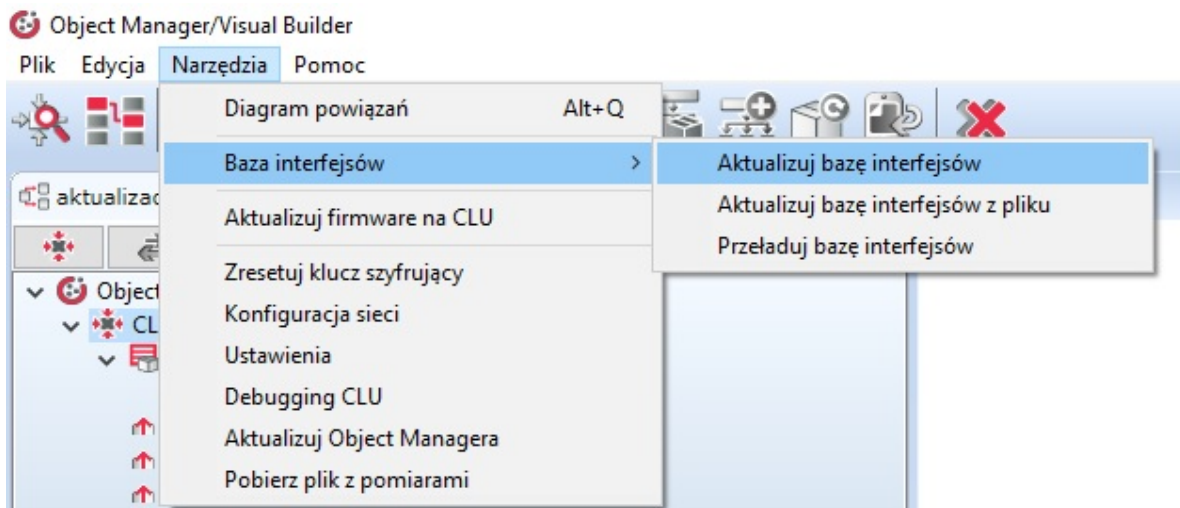 Object Manager/Visual Builder
Plik Edycja Narzędzia Pomoc
Diagram powiązań Alt+Q
Baza interfejsów >
Aktualizuj bazę interfejsów
Aktualizuj bazę interfejsów z pliku
Przeładuj bazę interfejsów
Aktualizuj firmware na CLU
Zresetuj klucz szyfrujący
Konfiguracja sieci
Ustawienia
Debugging CLU
Aktualizuj Object Managera
Pobierz plik z pomiarami
aktualizac
Object
CL